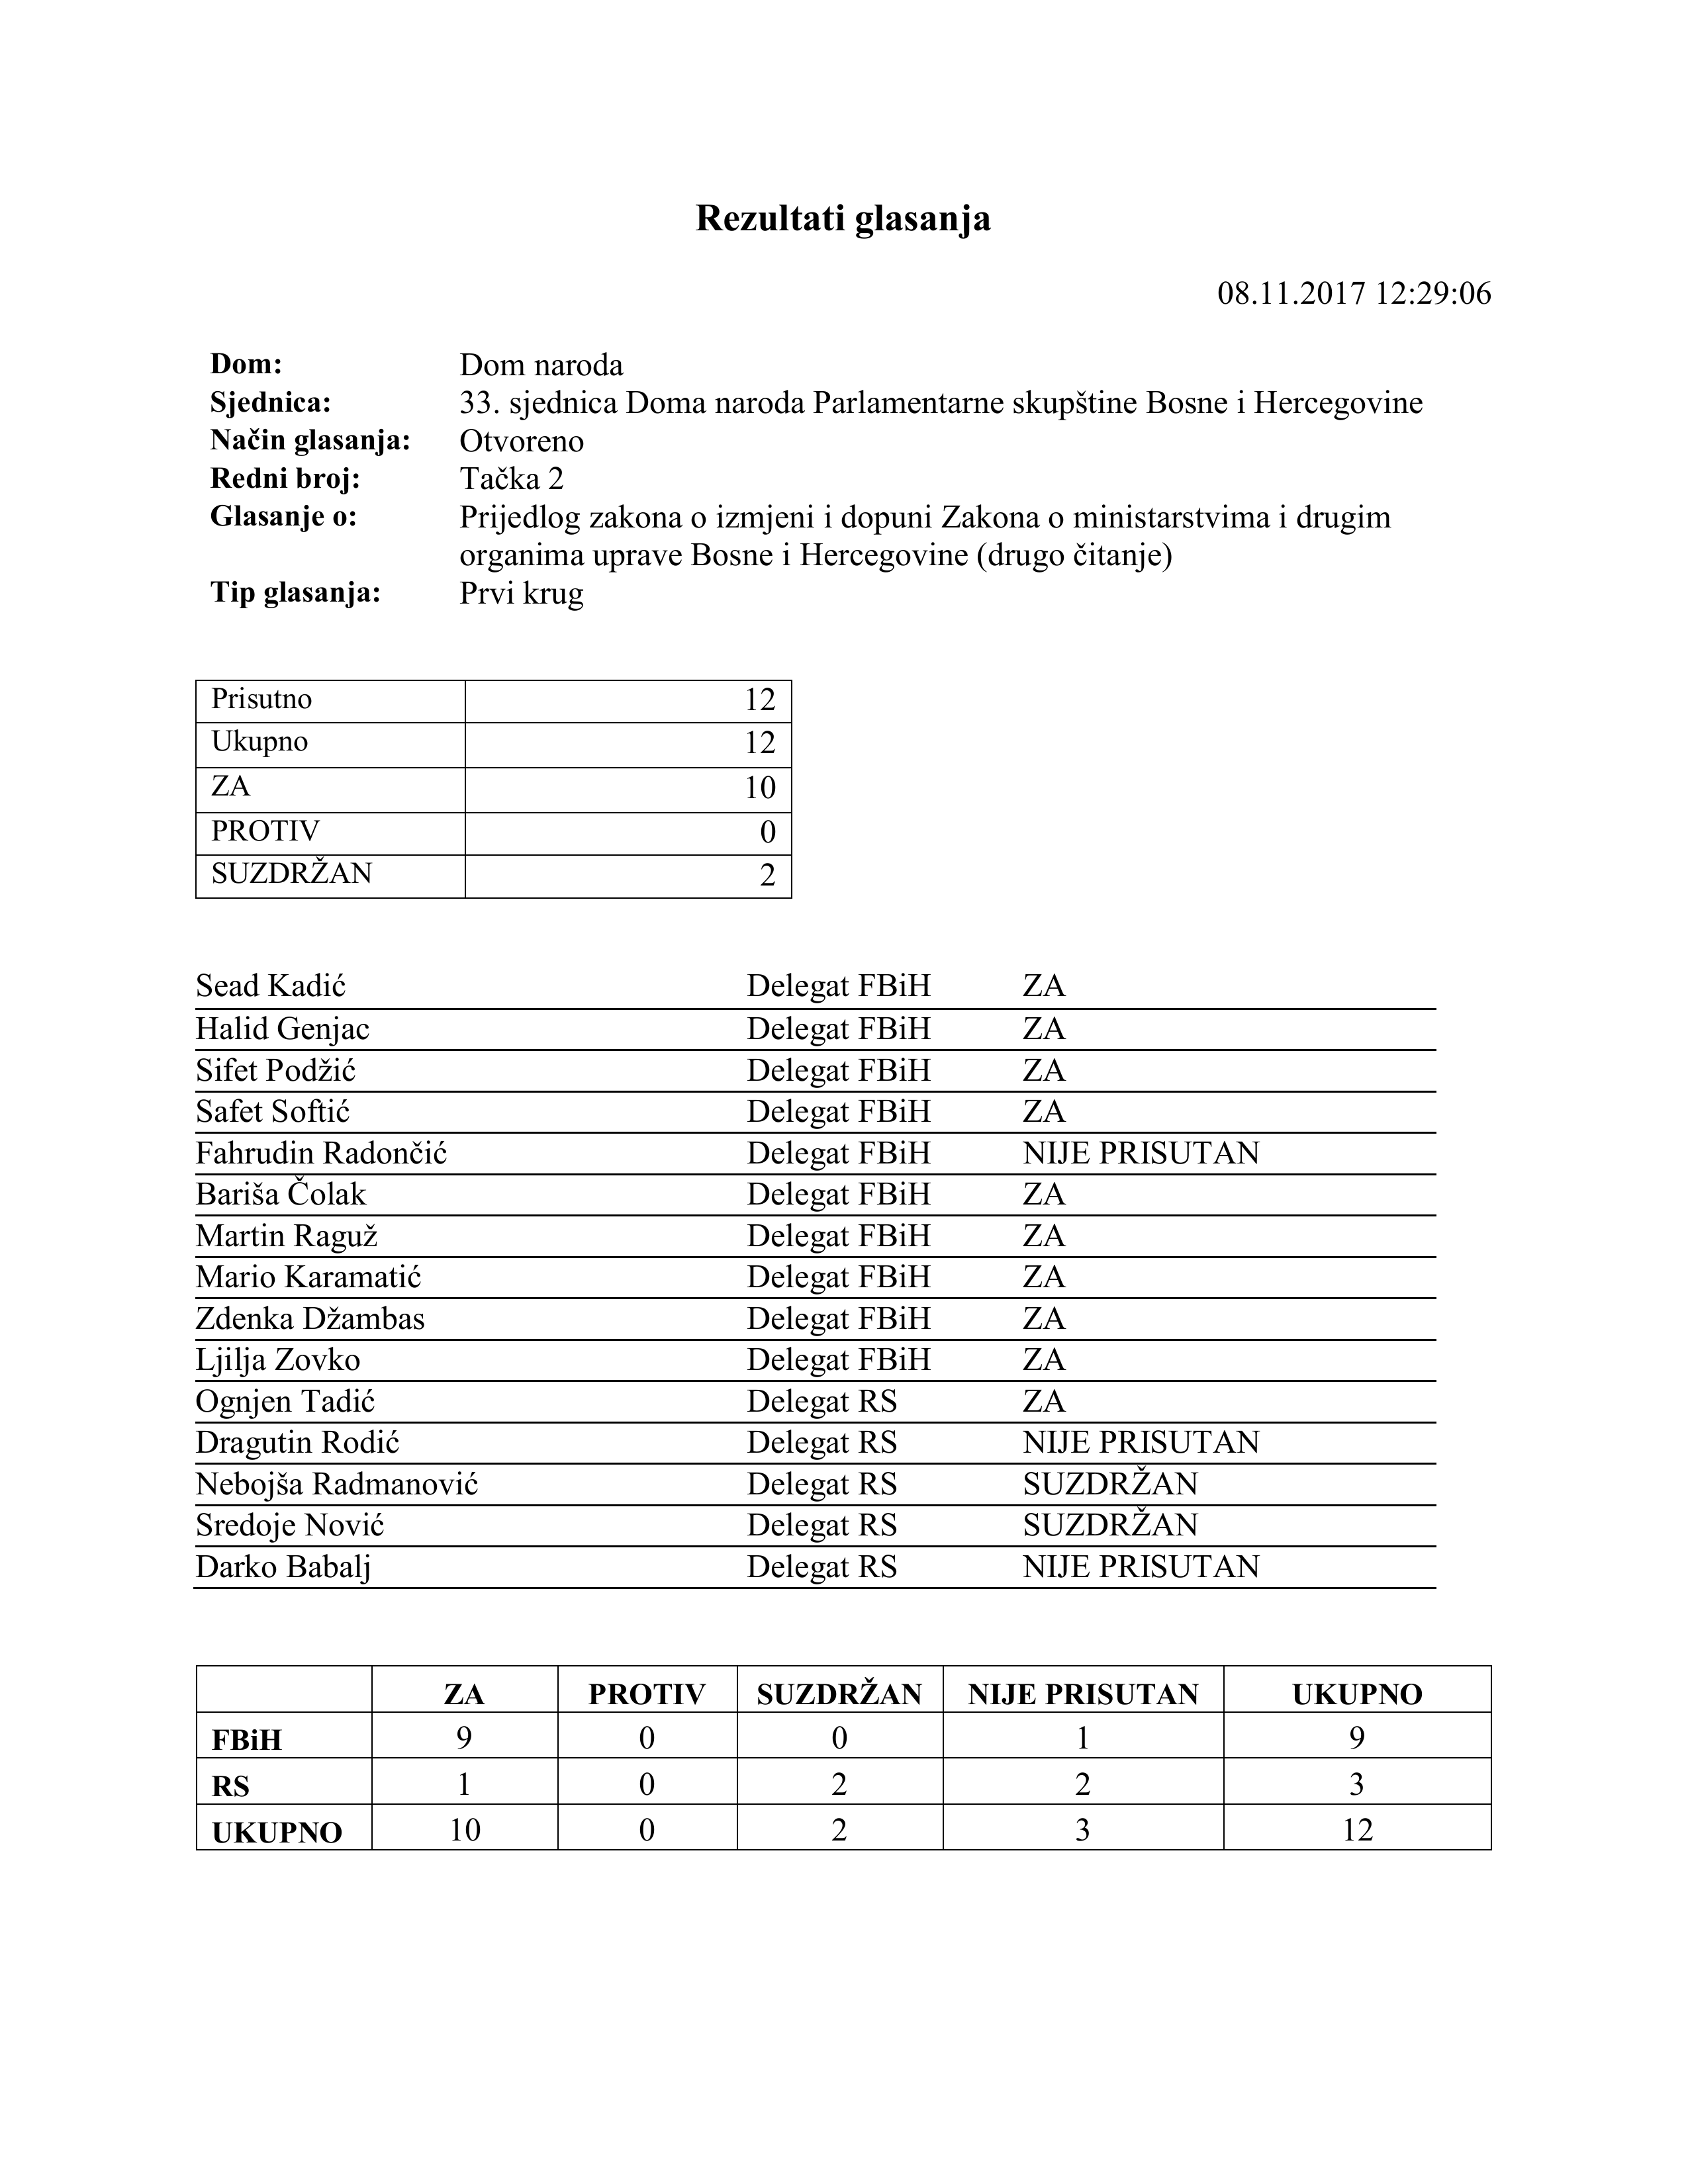 Rezultati glasanja
08.11.2017 12:29:06
Dom: Dom naroda
Sjednica: 33. sjednica Doma naroda Parlamentarne skupštine Bosne i Hercegovine
Način glasanja: Otvoreno
Redni broj: Tačka 2
Glasanje o: Prijedlog zakona o izmjeni i dopuni Zakona o ministarstvima i drugim
organima uprave Bosne i Hercegovine (drugo čitanje)
Tip glasanja: Prvi krug
Prisutno 12
Ukupno 12
ZA 10
PROTIV 0
SUZDRŽAN 2
Sead Kadić Delegat FBiH ZA
Halid Genjac Delegat FBiH ZA
Sifet Podžić Delegat FBiH ZA
Safet Softić Delegat FBiH ZA
Fahrudin Radončić Delegat FBiH NIJE PRISUTAN
Bariša Čolak Delegat FBiH ZA
Martin Raguž Delegat FBiH ZA
Mario Karamatić Delegat FBiH ZA
Zdenka Džambas Delegat FBiH ZA
Ljilja Zovko Delegat FBiH ZA
Ognjen Tadić Delegat RS ZA
Dragutin Rodić Delegat RS NIJE PRISUTAN
Nebojša Radmanović Delegat RS SUZDRŽAN
Sredoje Nović Delegat RS SUZDRŽAN
Darko Babalj Delegat RS NIJE PRISUTAN
ZA PROTIV SUZDRŽAN NIJE PRISUTAN UKUPNO
FBiH 9 0 0 1 9
RS 1 0 2 2 3
UKUPNO 10 0 2 3 12